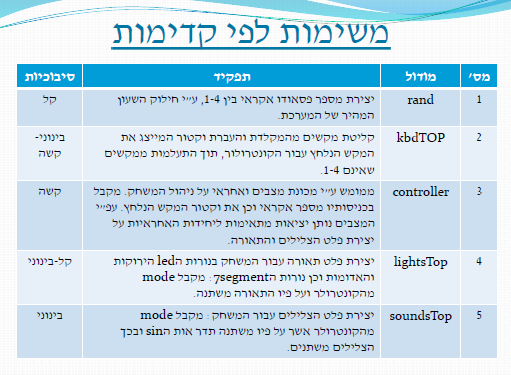 משימות לפי קדימות
מס' מודול תפקיד סיבוכיות
1 rand יצירת מספר פסאודו אקראי בין 1-4, ע״י חילוק השעון קל
המהיר של המערכת.
2 kbdTOP קליטת מקשים מהמקלדת והעברת וקטור המייצג את בינוני-
המקש הנלחץ עבור הקונטרולר, תוך התעלמות ממקשים קשה
שאינם 1-4.
3 controller ממומש ע״י מכונת מצבים ואחראי על ניהול המשחק. מקבל קשה
בכניסותיו מספר אקראי וכן את וקטור המקש הנלחץ. עפ״י
המצבים נותן יציאות מתאימות ליחידות האחראיות על
יצירת פלט הצלילים והתאורה.
4 lightsTop יצירת פלט תאורה עבור המשחק בנורות הled הירוקות קל-בינוני
והאדומות וכן נורות ה7segment: מקבל mode
מהקונטרולר ועל פיו התאורה משתנה.
5 soundsTop יצירת פלט הצלילים עבור המשחק: מקבל mode בינוני
מהקונטרולר אשר על פיו משתנה תדר אות הsin ובכך
הצלילים משתנים.